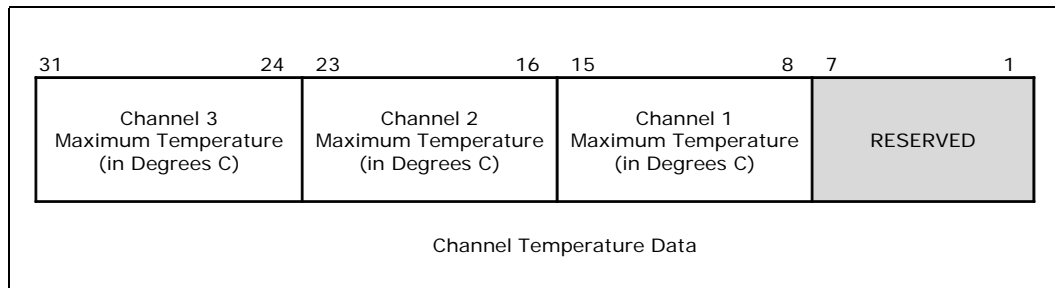 31 24 23 16 15 8 7 1
Channel 3
Maximum Temperature
(in Degrees C)
Channel 2
Maximum Temperature
(in Degrees C)
Channel 1
Maximum Temperature
(in Degrees C)
RESERVED
Channel Temperature Data